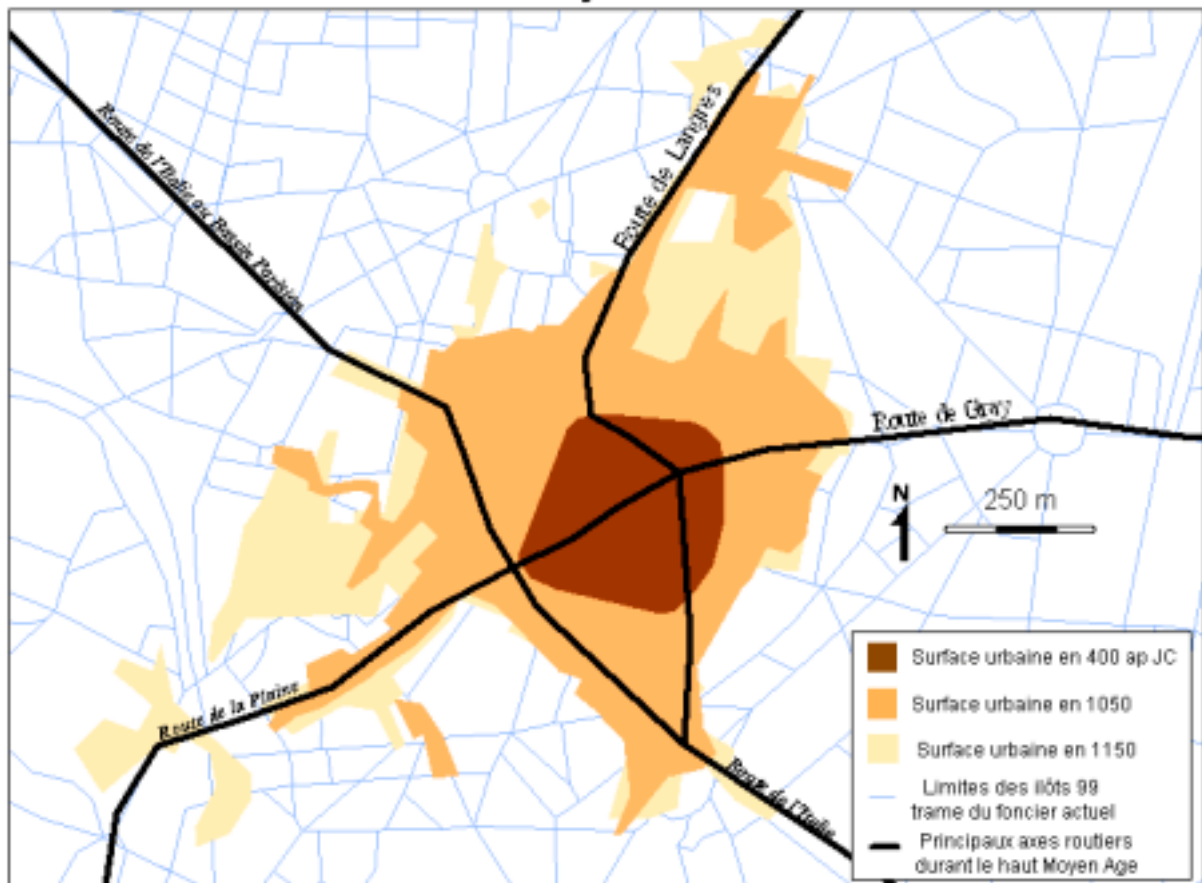 Route de l'Italie au Bassin Parisien
Route de Langres
Route de Gray
N
250 m
Route de la Plaine
Route de l'Italie
Surface urbaine en 400 ap JC
Surface urbaine en 1050
Surface urbaine en 1150
Limites des ilôts 99
trame du foncier actuel
Principaux axes routiers
durant le haut Moyen Age